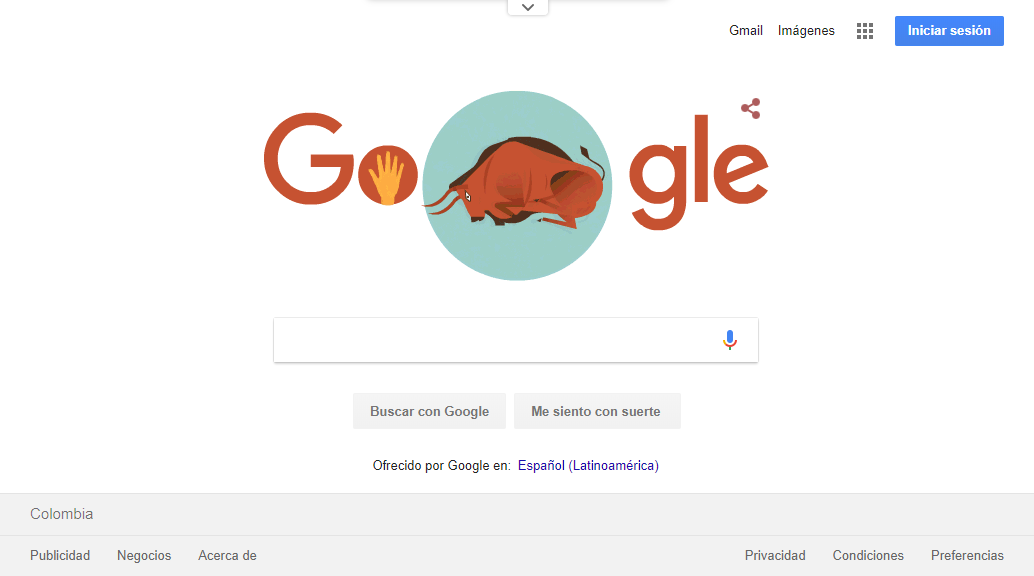 Gmail Imágenes Iniciar sesión
Google
Buscar con Google Me siento con suerte
Ofrecido por Google en: Español (Latinoamérica)
Colombia
Publicidad Negocios Acerca de Privacidad Condiciones Preferencias